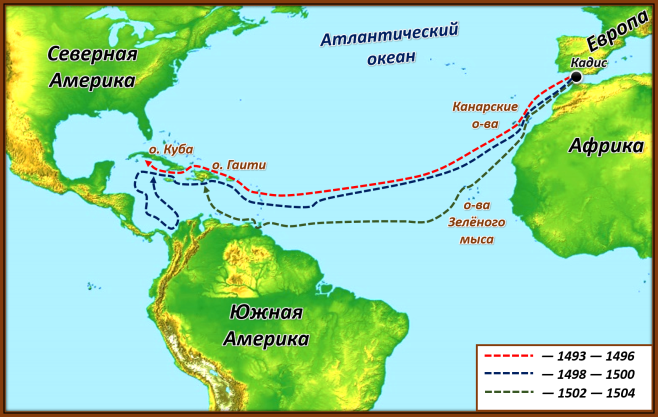 Северная
Америка
Атлантический
океан
Европа
Кадис
Канарские
о-ва
Африка
о. Куба
о. Гаити
о-ва
Зелёного
мыса
Южная
Америка
— 1493 — 1496
— 1498 — 1500
— 1502 — 1504